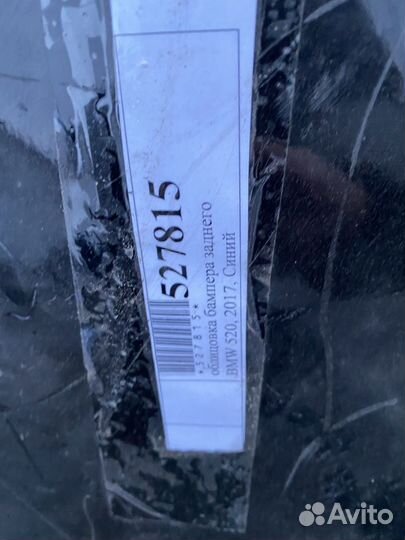 527815
*527815*
облицовка бампера заднего
BMW 520, 2017, Синий
Avito